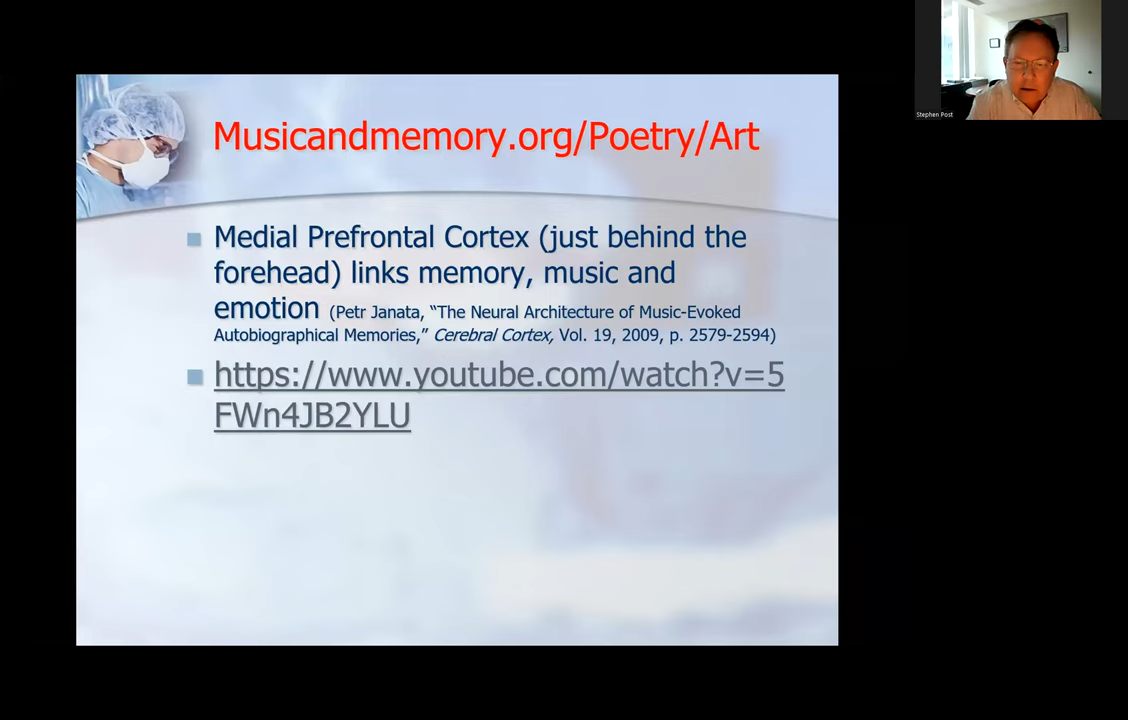 Musicandmemory.org/Poetry/Art
Medial Prefrontal Cortex (just behind the
forehead) links memory, music and
emotion (Petr Janata, “The Neural Architecture of Music-Evoked
Autobiographical Memories,” Cerebral Cortex, Vol. 19, 2009, p. 2579-2594)
https://www.youtube.com/watch?v=5
FWn4JB2YLU
Stephen Post